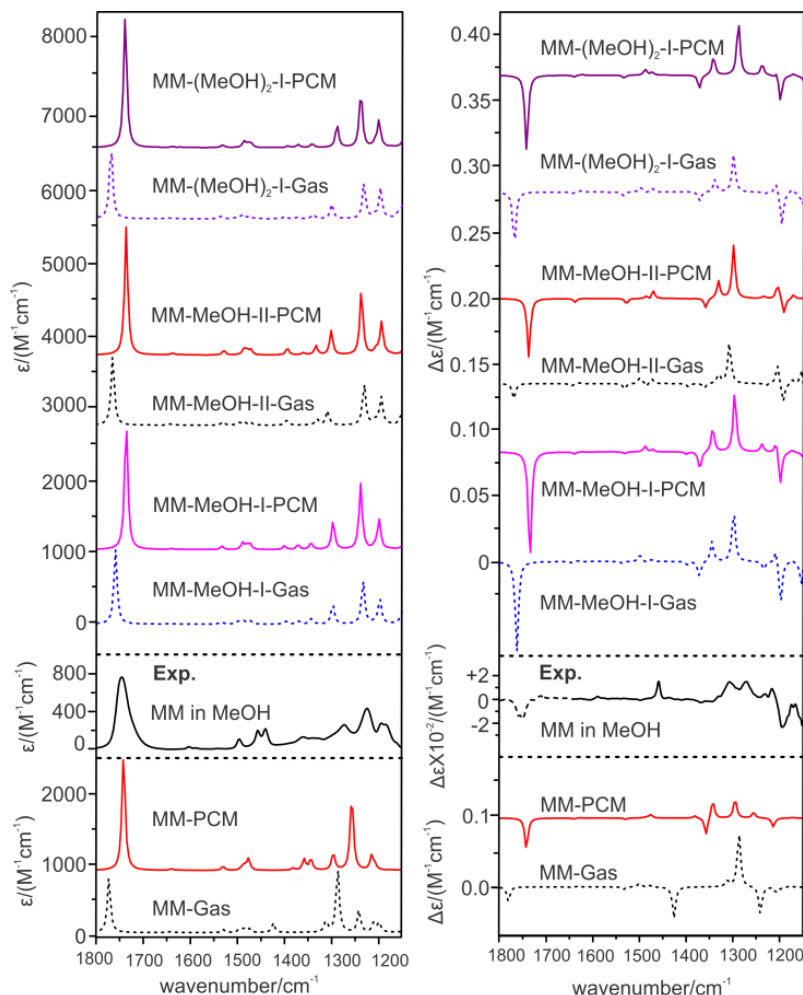 8000
7000
6000
5000
4000
3000
2000
1000
0
ε/(M⁻¹cm⁻¹)
MM-(MeOH)₂-I-PCM
MM-(MeOH)₂-I-Gas
MM-MeOH-II-PCM
MM-MeOH-II-Gas
MM-MeOH-I-PCM
MM-MeOH-I-Gas
800
400
0
ε/(M⁻¹cm⁻¹)
Exp.
MM in MeOH
2000
1000
0
ε/(M⁻¹cm⁻¹)
MM-PCM
MM-Gas
1800 1700 1600 1500 1400 1300 1200
wavenumber/cm⁻¹
0.40
0.35
0.30
0.25
0.20
0.15
0.10
0.05
0
Δε/(M⁻¹cm⁻¹)
MM-(MeOH)₂-I-PCM
MM-(MeOH)₂-I-Gas
MM-MeOH-II-PCM
MM-MeOH-II-Gas
MM-MeOH-I-PCM
MM-MeOH-I-Gas
+2
0
-2
ΔεX10⁻²/(M⁻¹cm⁻¹)
Exp.
MM in MeOH
0.1
0.0
Δε/(M⁻¹cm⁻¹)
MM-PCM
MM-Gas
1800 1700 1600 1500 1400 1300 1200
wavenumber/cm⁻¹